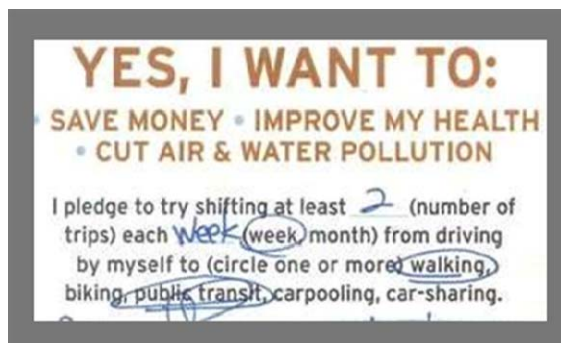 YES, I WANT TO:
• SAVE MONEY • IMPROVE MY HEALTH
• CUT AIR & WATER POLLUTION
I pledge to try shifting at least 2 (number of
trips) each week (week, month) from driving
by myself to (circle one or more) walking,
biking, public transit, carpooling, car-sharing.